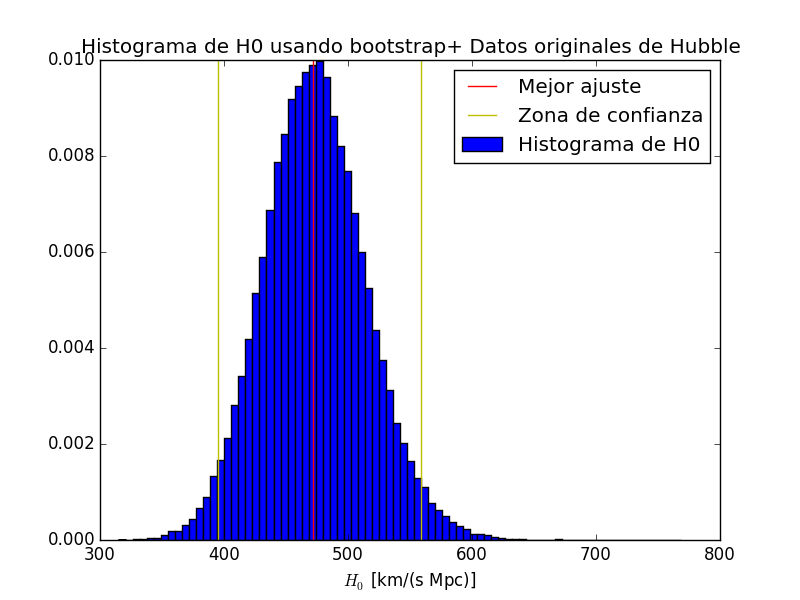 Histograma de H0 usando bootstrap+ Datos originales de Hubble
0.010
0.008
0.006
0.004
0.002
0.000
Mejor ajuste
Zona de confianza
Histograma de H0
300 400 500 600 700 800
H₀ [km/(s Mpc)]